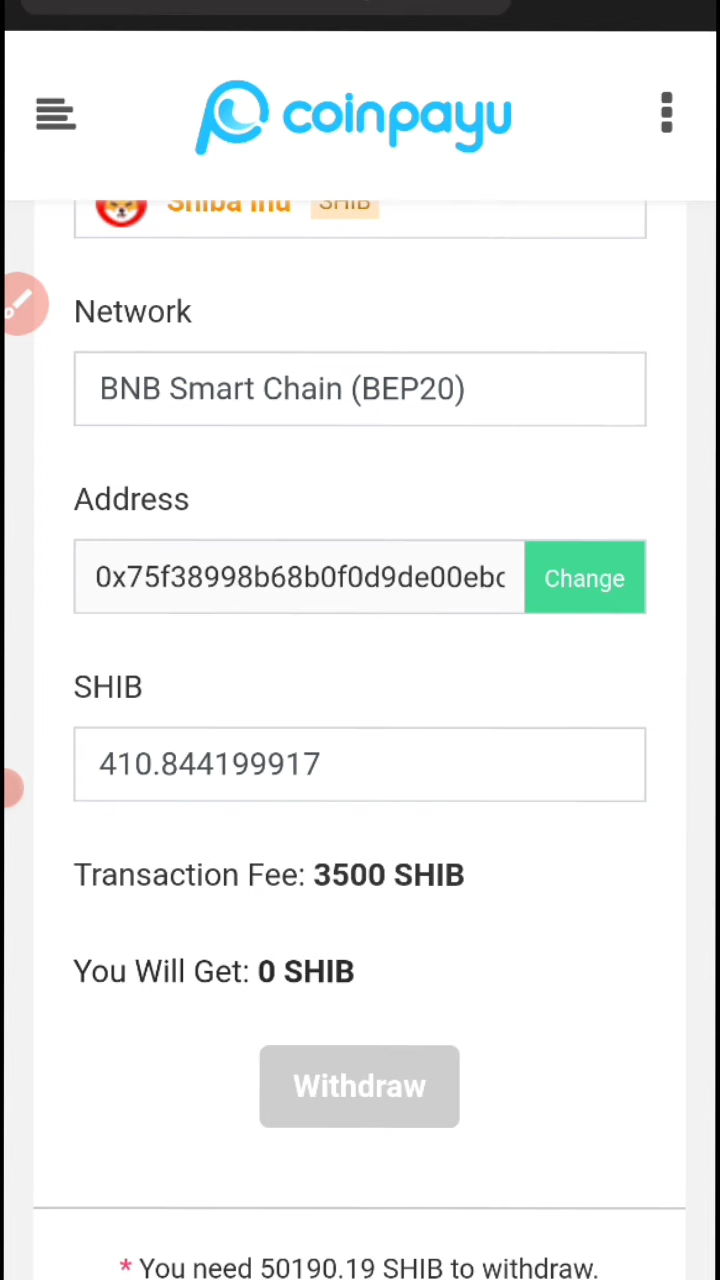 coinpayu
Shiba Inu SHIB
Network
BNB Smart Chain (BEP20)
Address
0x75f38998b68b0f0d9de00ebc
Change
SHIB
410.844199917
Transaction Fee: 3500 SHIB
You Will Get: 0 SHIB
Withdraw
* You need 50190.19 SHIB to withdraw.